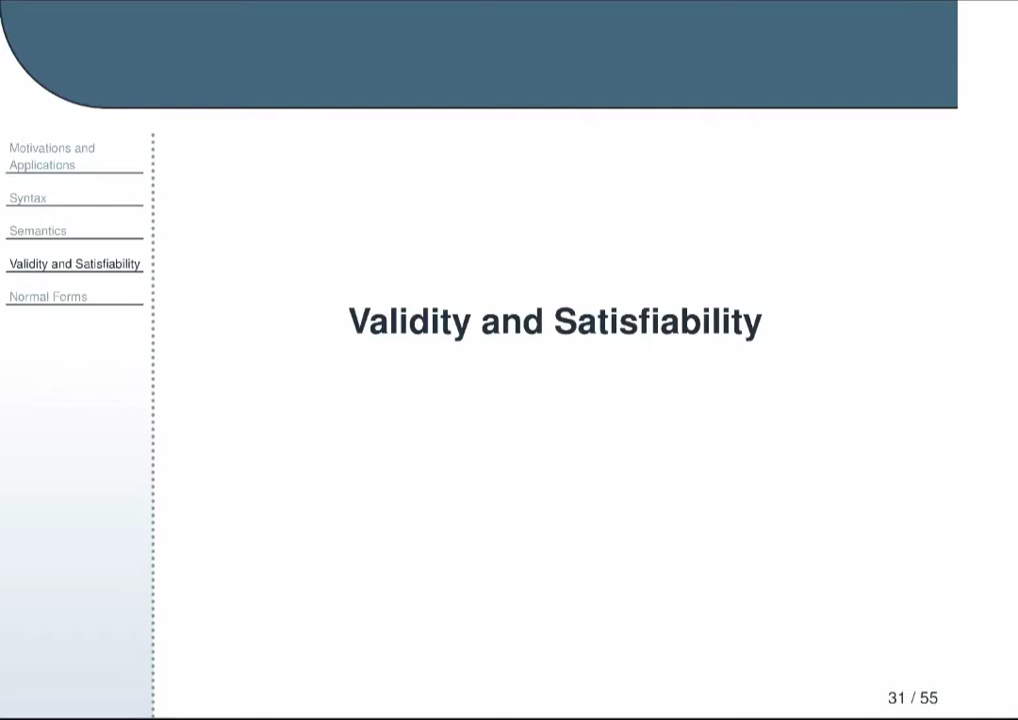 Motivations and
Applications
Syntax
Semantics
Validity and Satisfiability
Normal Forms
Validity and Satisfiability
31 / 55